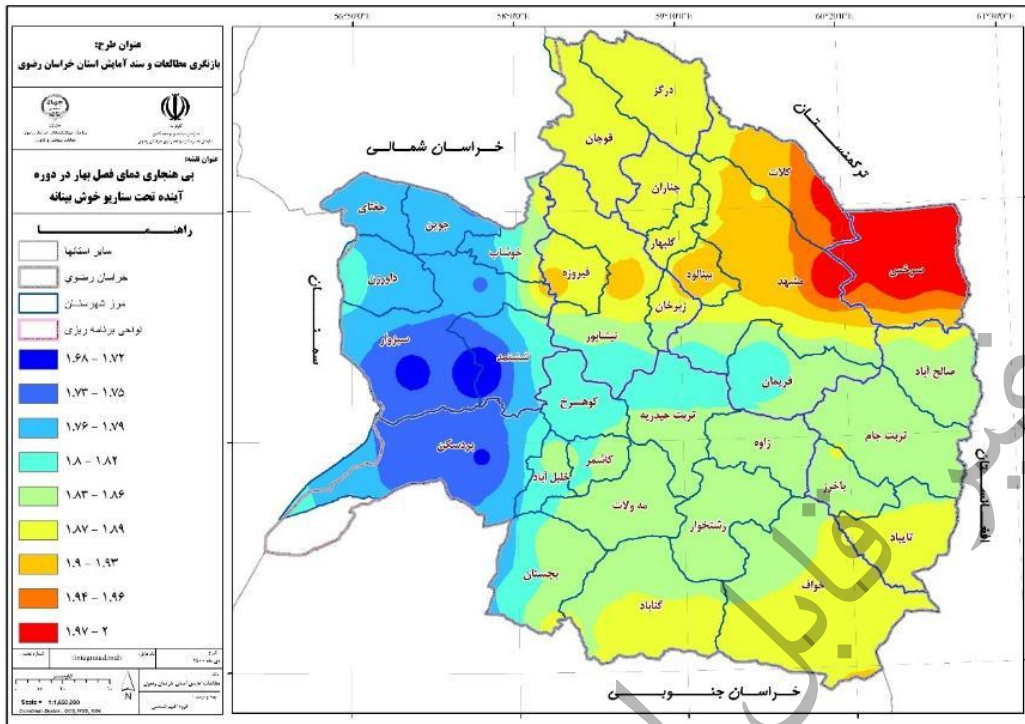 عنوان طرح:
بازنگری مطالعات و سند آمایش استان خراسان رضوی
عنوان نقشه:
بی هنجاری دمای فصل بهار در دوره
آینده تحت سناریو خوش بینانه
راهنما
سایر استانها
خراسان رضوی
مرز شهرستان
نواحی برنامه ریزی
۱.۶۸ - ۱.۷۲
۱.۷۳ - ۱.۷۵
۱.۷۶ - ۱.۷۹
۱.۸ - ۱.۸۲
۱.۸۳ - ۱.۸۶
۱.۸۷ - ۱.۸۹
۱.۹ - ۱.۹۳
۱.۹۴ - ۱.۹۶
۱.۹۷ - ۲
N
خراسان شمالی
ترکمنستان
سمنان
افغانستان
خراسان جنوبی
درگز
قوچان
کلات
چناران
جغتای
جوین
خوشاب
گلبهار
فیروزه
بینالود
مشهد
سرخس
داورزن
زبرخان
سبزوار
نیشابور
ششتمد
فریمان
صالح آباد
کوهسرخ
تربت حیدریه
بردسکن
زاوه
تربت جام
کاشمر
خلیل آباد
باخرز
مه ولات
رشتخوار
تایباد
بجستان
خواف
گناباد